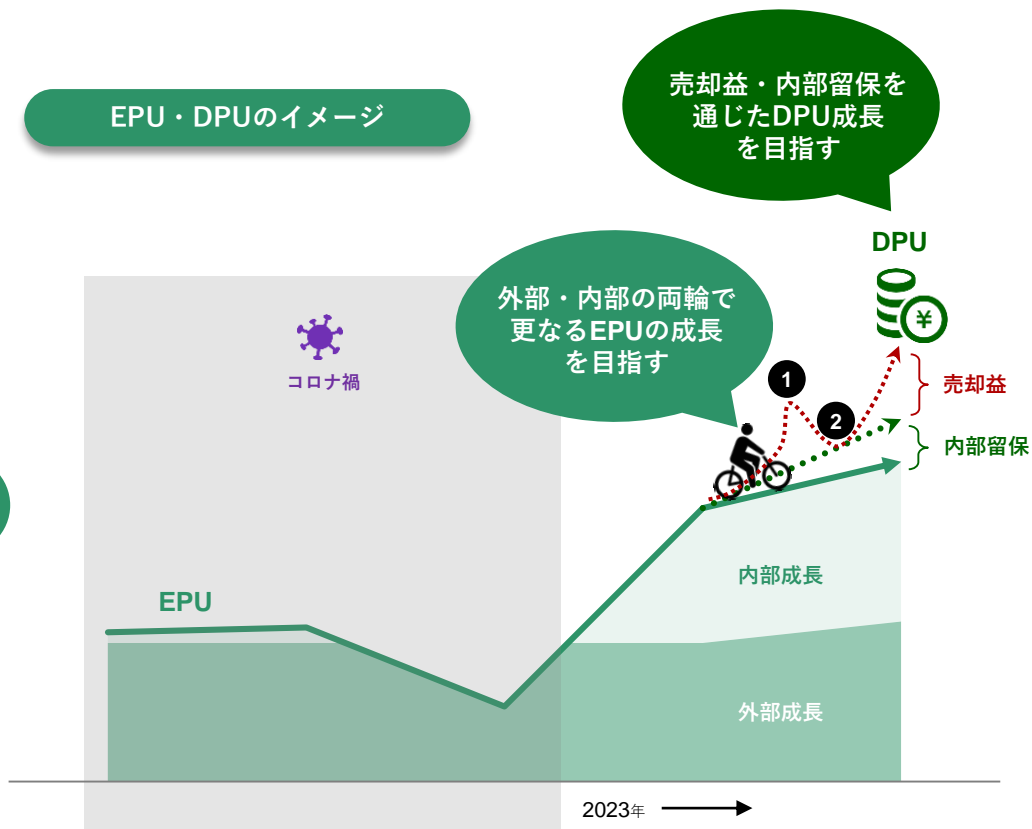 EPU・DPUのイメージ
売却益・内部留保を
通じたDPU成長
を目指す
DPU
¥
外部・内部の両輪で
更なるEPUの成長
を目指す
コロナ禍
1
2
売却益
内部留保
内部成長
EPU
外部成長
2023年